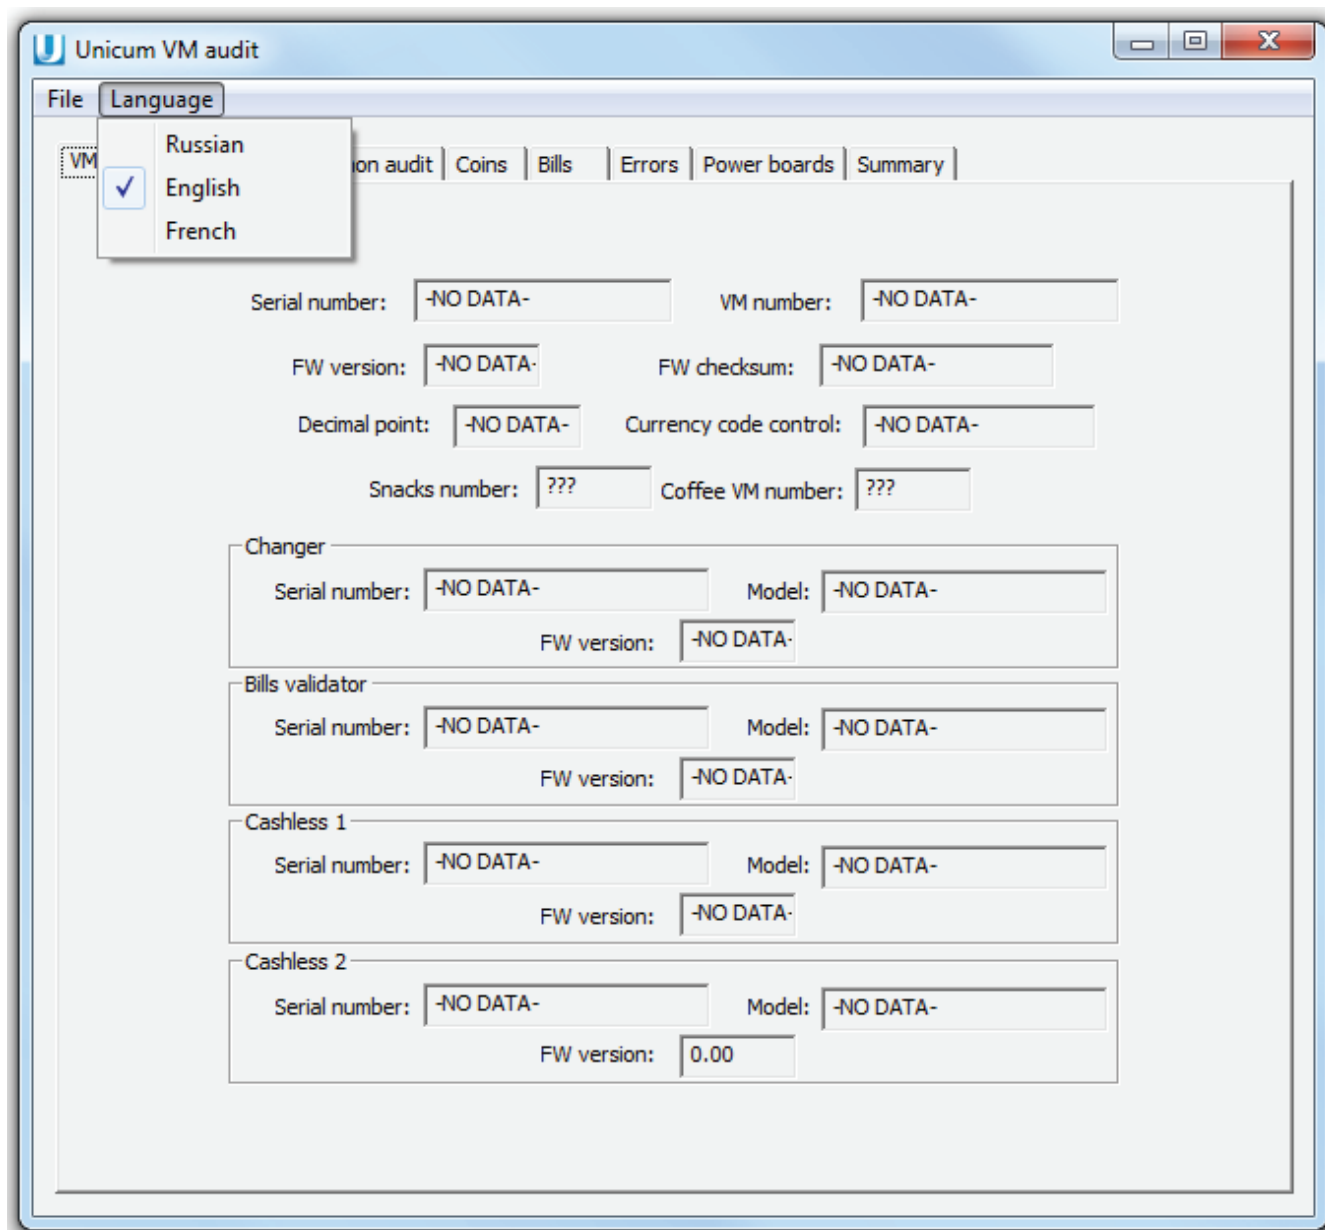 Unicum VM audit
File Language
Russian
English
French
VM
audit Coins Bills Errors Power boards Summary
Serial number: -NO DATA- VM number: -NO DATA-
FW version: -NO DATA- FW checksum: -NO DATA-
Decimal point: -NO DATA- Currency code control: -NO DATA-
Snacks number: ??? Coffee VM number: ???
Changer
Serial number: -NO DATA- Model: -NO DATA-
FW version: -NO DATA-
Bills validator
Serial number: -NO DATA- Model: -NO DATA-
FW version: -NO DATA-
Cashless 1
Serial number: -NO DATA- Model: -NO DATA-
FW version: -NO DATA-
Cashless 2
Serial number: -NO DATA- Model: -NO DATA-
FW version: 0.00